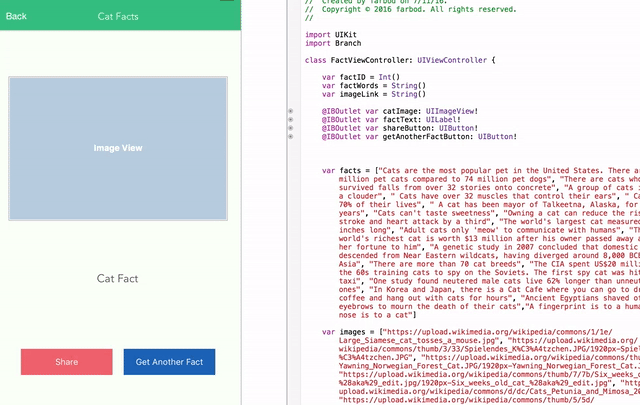 Back
Cat Facts
Image View
Cat Fact
Share
Get Another Fact
//  Created by farbod on 7/11/16.
//  Copyright © 2016 farbod. All rights reserved.
//
import UIKit
import Branch
class FactViewController: UIViewController {
var factID = Int()
var factWords = String()
var imageLink = String()
@IBOutlet var catImage: UIImageView!
@IBOutlet var factText: UILabel!
@IBOutlet var shareButton: UIButton!
@IBOutlet var getAnotherFactButton: UIButton!
var facts = ["Cats are the most popular pet in the United States. There are
million pet cats compared to 74 million pet dogs", "There are cats who
survived falls from over 32 stories onto concrete", "A group of cats i
a clouder", " Cats have over 32 muscles that control their ears", " Ca
70% of their lives", " A cat has been mayor of Talkeetna, Alaska, for
years", "Cats can't taste sweetness", "Owning a cat can reduce the ris
stroke and heart attack by a third", "The world's largest cat measured
inches long", "Adult cats only 'meow' to communicate with humans", "Th
world's richest cat is worth $13 million after his owner passed away a
her fortune to him", "A genetic study in 2007 concluded that domestic
descended from Near Eastern wildcats, having diverged around 8,000 BCE
Asia", "There are more than 70 cat breeds", "The CIA spent US$20 milli
the 60s training cats to spy on the Soviets. The first spy cat was hit
taxi", "One study found neutered male cats live 62% longer than unneut
ones", "In Korea and Japan, there is a Cat Cafe where you can go to dr
coffee and hang out with cats for hours", "Ancient Egyptians shaved of
eyebrows to mourn the death of their cats","A fingerprint is to a huma
nose is to a cat"]
var images = ["https://upload.wikimedia.org/wikipedia/commons/1/1e/
Large_Siamese_cat_tosses_a_mouse.jpg", "https://upload.wikimedia.org/
wikipedia/commons/thumb/3/33/Spielendes_K%C3%A4tzchen.JPG/1920px-Spiel
%C3%A4tzchen.JPG", "https://upload.wikimedia.org/wikipedia/commons/thu
Yawning_Norwegian_Forest_Cat.JPG/1920px-Yawning_Norwegian_Forest_Cat.J
"https://upload.wikimedia.org/wikipedia/commons/thumb/7/7b/Six_weeks_o
%28aka%29_edit.jpg/1920px-Six_weeks_old_cat_%28aka%29_edit.jpg", "http
upload.wikimedia.org/wikipedia/commons/d/dc/Cats_Petunia_and_Mimosa_20
"https://upload.wikimedia.org/wikipedia/commons/thumb/5/5d/